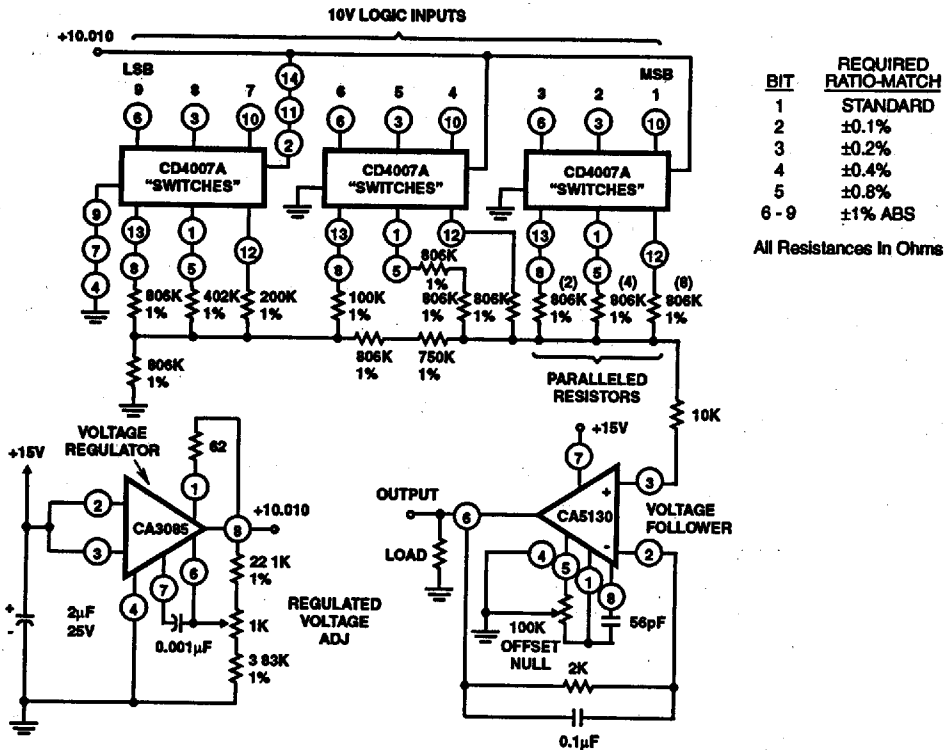 10V LOGIC INPUTS
+10.010
LSB
MSB
9 8 7 6 5 4 3 2 1
14
11
2
6 3 10 6 3 10 6 3 10
CD4007A
"SWITCHES"
CD4007A
"SWITCHES"
CD4007A
"SWITCHES"
9
7
4
13 1 12 13 1 12 13 1 12
8 5 8 5 8 5
806K
1%
402K
1%
200K
1%
100K
1%
806K
1%
806K
1%
806K
1%
(2)
806K
1%
(4)
806K
1%
(8)
806K
1%
806K
1%
750K
1%
806K
1%
PARALLELED
RESISTORS
10K
BIT REQUIRED RATIO-MATCH
1 STANDARD
2 ±0.1%
3 ±0.2%
4 ±0.4%
5 ±0.8%
6 - 9 ±1% ABS
All Resistances In Ohms
VOLTAGE
REGULATOR
+15V
62
1
2
3
CA3085
8
+10.010
6
7
4
22 1K
1%
1K
3 83K
1%
0.001µF
+
-
2µF
25V
REGULATED
VOLTAGE
ADJ
+15V
7
OUTPUT
6
CA5130
+
-
3
2
VOLTAGE
FOLLOWER
LOAD
4
5
1
8
56pF
100K
OFFSET
NULL
2K
0.1µF